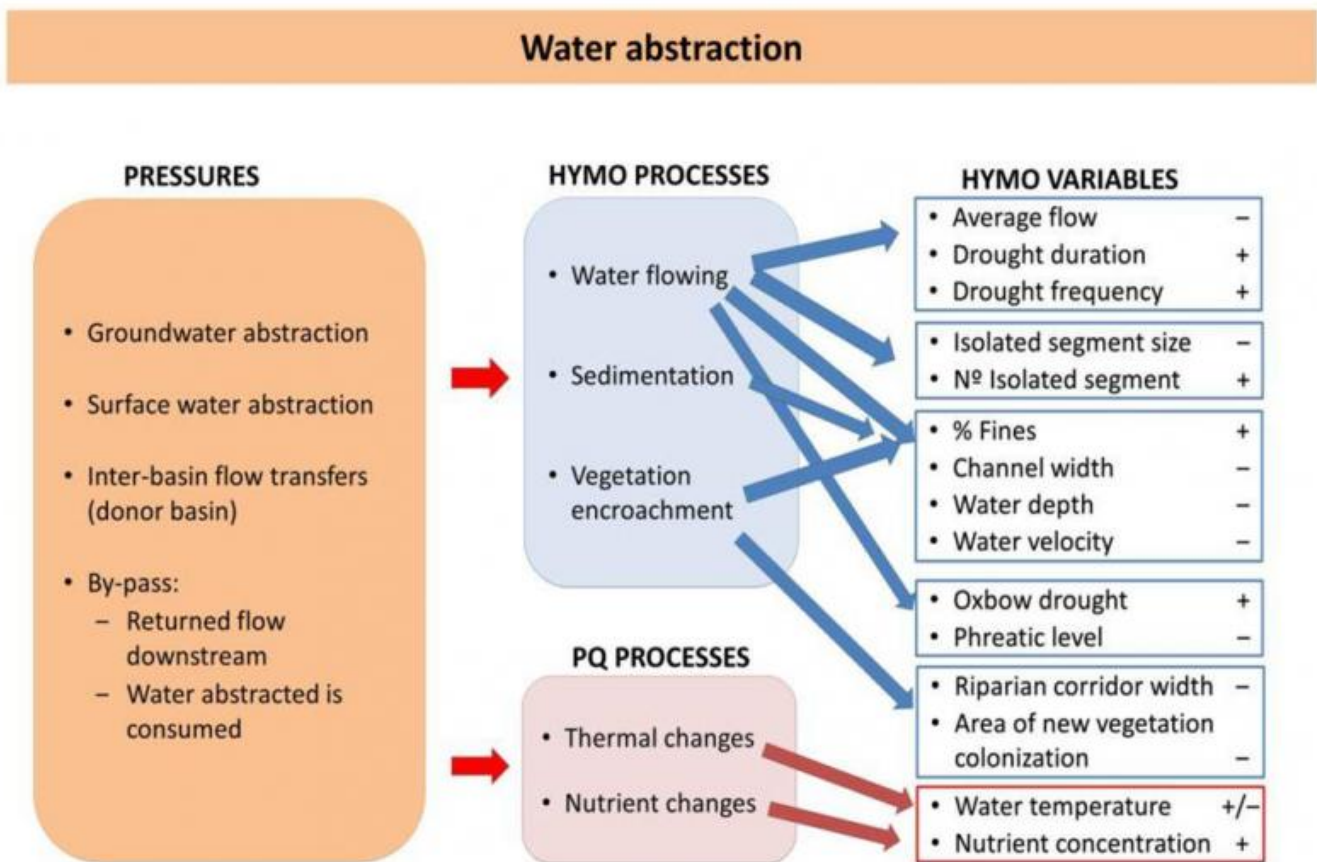 Water abstraction
PRESSURES
• Groundwater abstraction
• Surface water abstraction
• Inter-basin flow transfers
(donor basin)
• By-pass:
– Returned flow
downstream
– Water abstracted is
consumed
HYMO PROCESSES
• Water flowing
• Sedimentation
• Vegetation
encroachment
PQ PROCESSES
• Thermal changes
• Nutrient changes
HYMO VARIABLES
• Average flow –
• Drought duration +
• Drought frequency +
• Isolated segment size –
• Nº Isolated segment +
• % Fines +
• Channel width –
• Water depth –
• Water velocity –
• Oxbow drought +
• Phreatic level –
• Riparian corridor width –
• Area of new vegetation
colonization –
• Water temperature +/–
• Nutrient concentration +